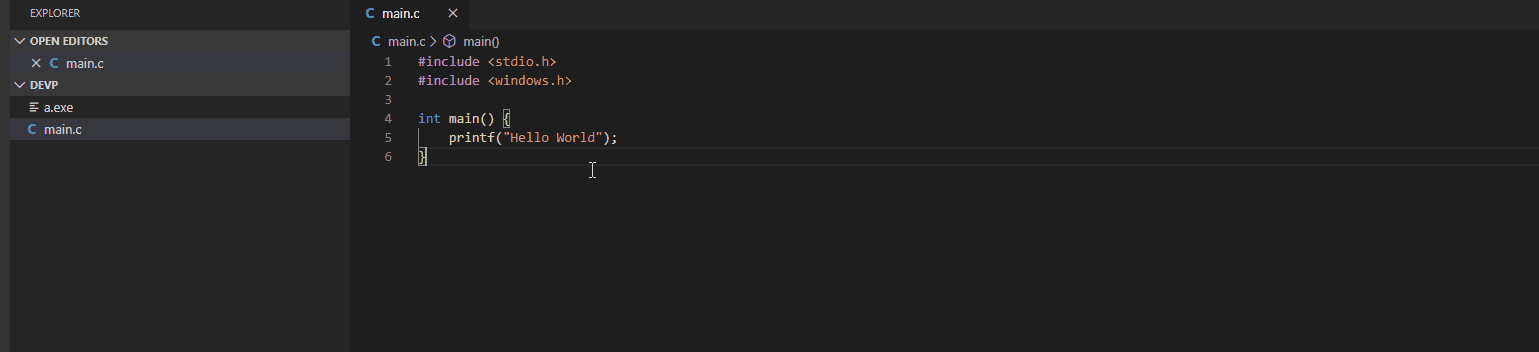 EXPLORER
OPEN EDITORS
C main.c
DEVP
a.exe
C main.c
C main.c
C main.c > main()
1 #include <stdio.h>
2 #include <windows.h>
3
4 int main() {
5     printf("Hello World");
6 }